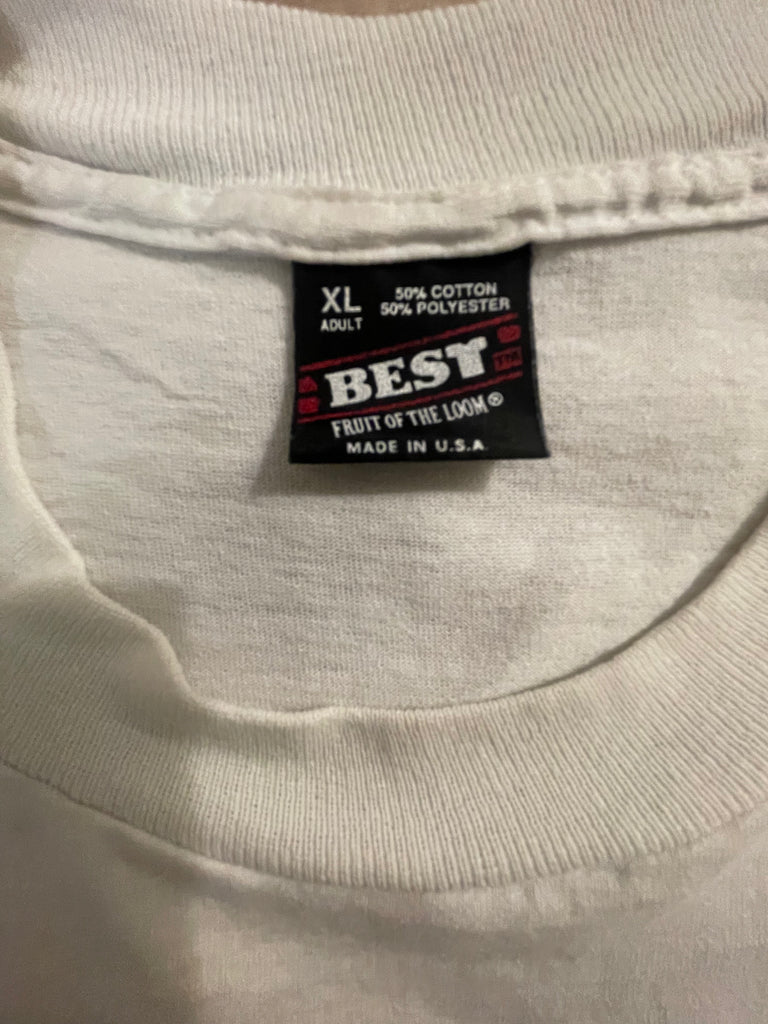 XL
ADULT
50% COTTON
50% POLYESTER
BEST
FRUIT OF THE LOOM®
MADE IN U.S.A.